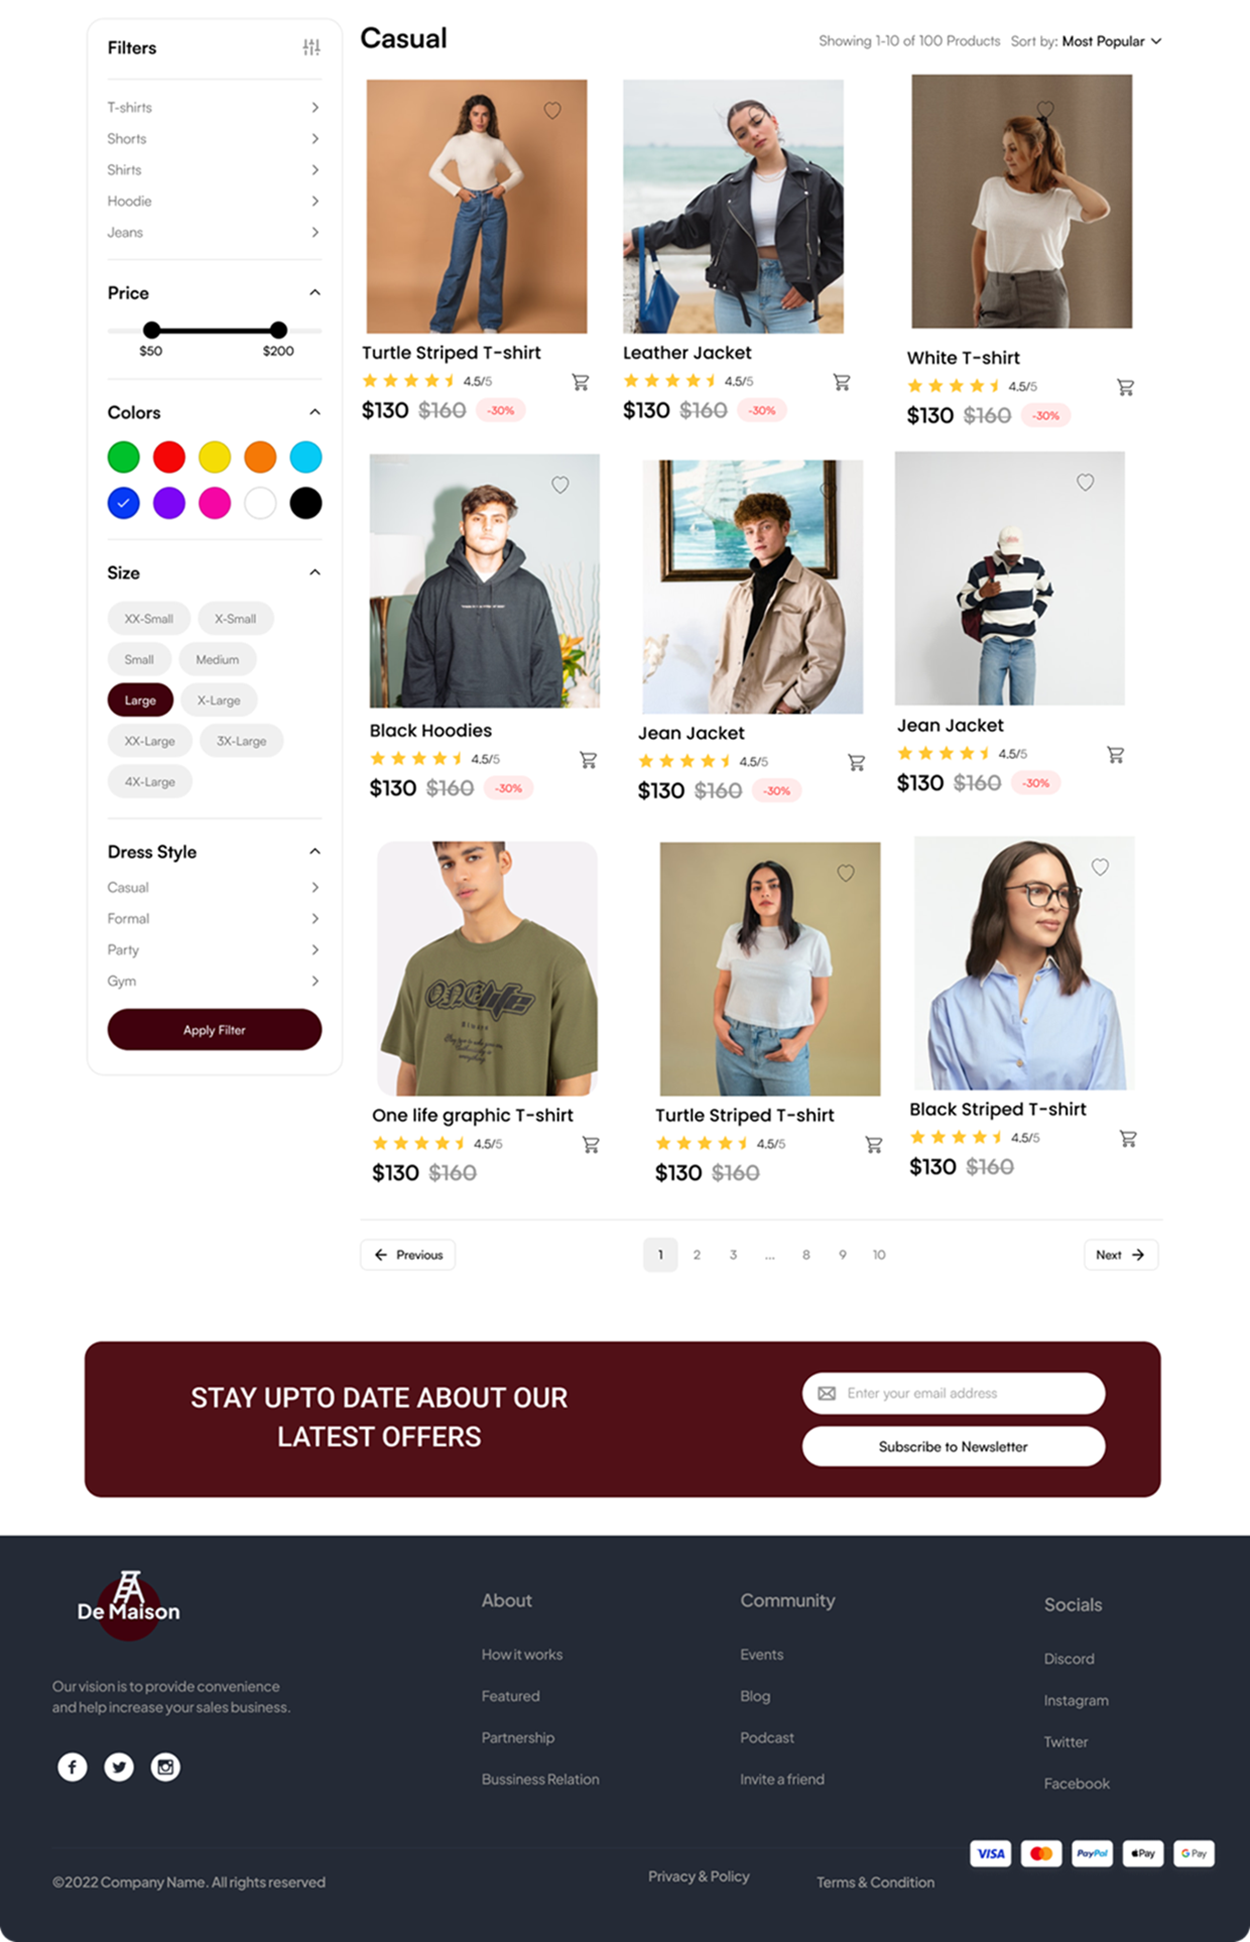 Filters
T-shirts
Shorts
Shirts
Hoodie
Jeans
Price
$50 $200
Colors
Size
XX-Small X-Small
Small Medium
Large X-Large
XX-Large 3X-Large
4X-Large
Dress Style
Casual
Formal
Party
Gym
Apply Filter
Casual
Showing 1-10 of 100 Products Sort by: Most Popular
Turtle Striped T-shirt
4.5/5
$130 $160 -30%
Leather Jacket
4.5/5
$130 $160 -30%
White T-shirt
4.5/5
$130 $160 -30%
Black Hoodies
4.5/5
$130 $160 -30%
Jean Jacket
4.5/5
$130 $160 -30%
Jean Jacket
4.5/5
$130 $160 -30%
ONE life
Always
One life graphic T-shirt
4.5/5
$130 $160
Turtle Striped T-shirt
4.5/5
$130 $160
Black Striped T-shirt
4.5/5
$130 $160
Previous 1 2 3 ... 8 9 10 Next
STAY UPTO DATE ABOUT OUR
LATEST OFFERS
Enter your email address
Subscribe to Newsletter
De Maison
Our vision is to provide convenience
and help increase your sales business.
About
How it works
Featured
Partnership
Bussiness Relation
Community
Events
Blog
Podcast
Invite a friend
Socials
Discord
Instagram
Twitter
Facebook
VISA PayPal Pay G Pay
©2022 Company Name. All rights reserved
Privacy & Policy
Terms & Condition